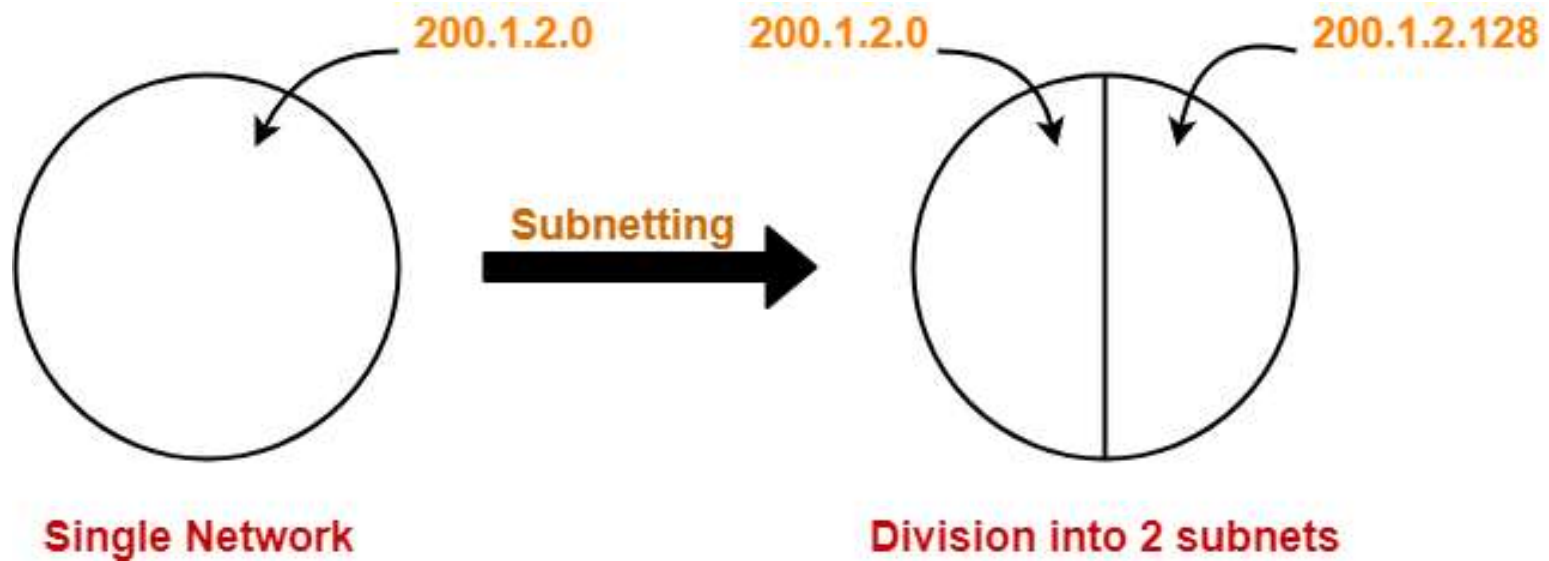 200.1.2.0
200.1.2.0
200.1.2.128
Subnetting
Single Network
Division into 2 subnets